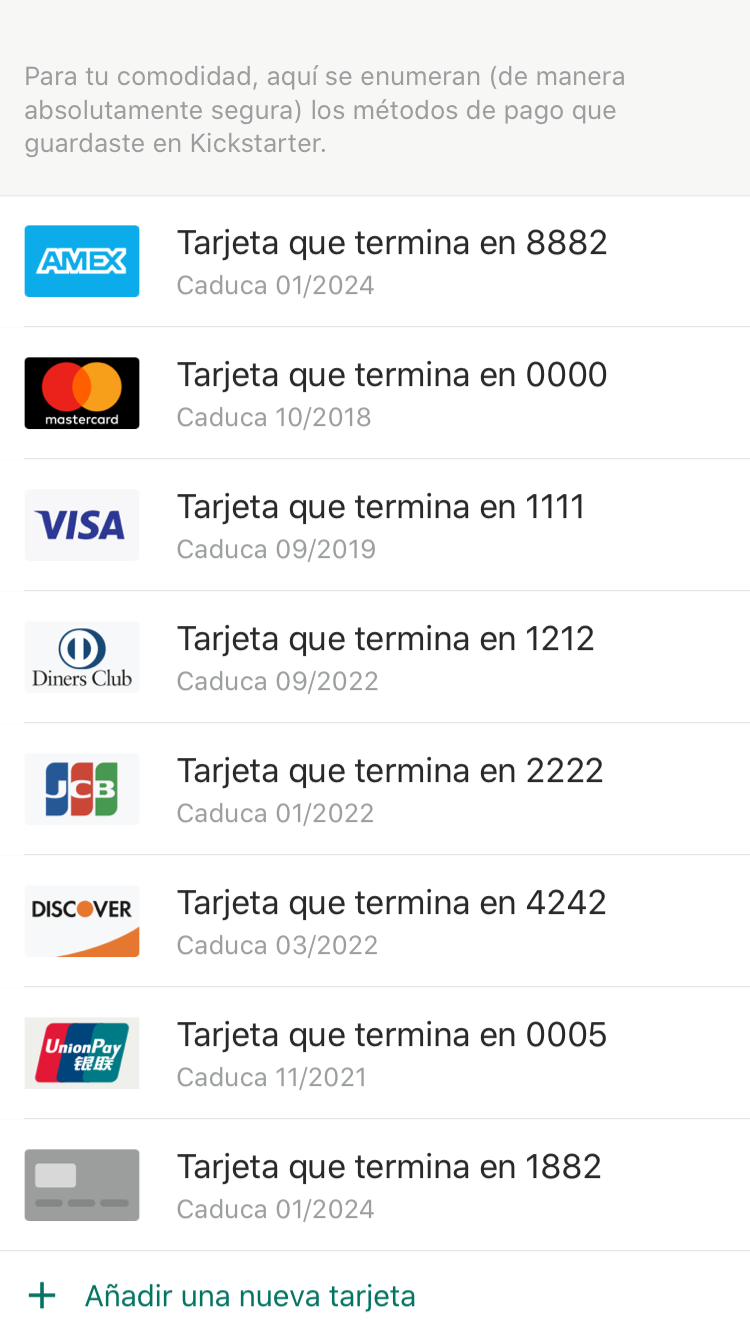 Para tu comodidad, aquí se enumeran (de manera
absolutamente segura) los métodos de pago que
guardaste en Kickstarter.
AMEX
Tarjeta que termina en 8882
Caduca 01/2024
mastercard
Tarjeta que termina en 0000
Caduca 10/2018
VISA
Tarjeta que termina en 1111
Caduca 09/2019
Diners Club
Tarjeta que termina en 1212
Caduca 09/2022
JCB
Tarjeta que termina en 2222
Caduca 01/2022
DISCOVER
Tarjeta que termina en 4242
Caduca 03/2022
UnionPay
银联
Tarjeta que termina en 0005
Caduca 11/2021
Tarjeta que termina en 1882
Caduca 01/2024
+ Añadir una nueva tarjeta